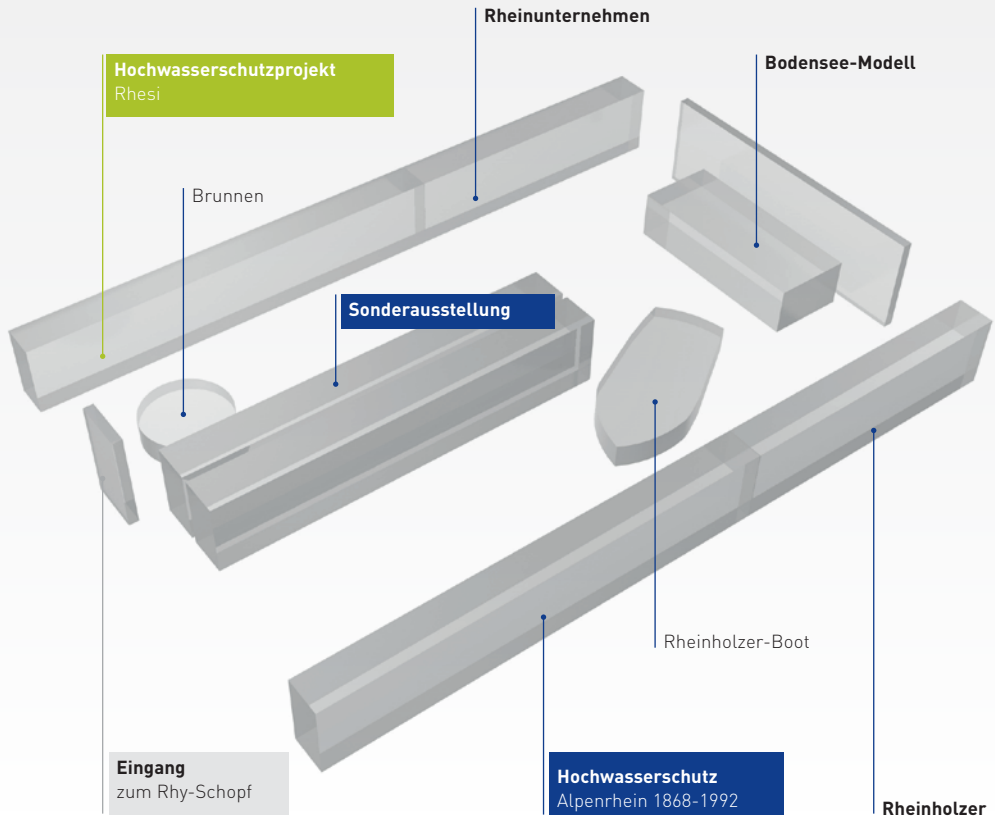 Rheinunternehmen
Hochwasserschutzprojekt
Rhesi
Bodensee-Modell
Brunnen
Sonderausstellung
Rheinholzer-Boot
Eingang
zum Rhy-Schopf
Hochwasserschutz
Alpenrhein 1868-1992
Rheinholzer